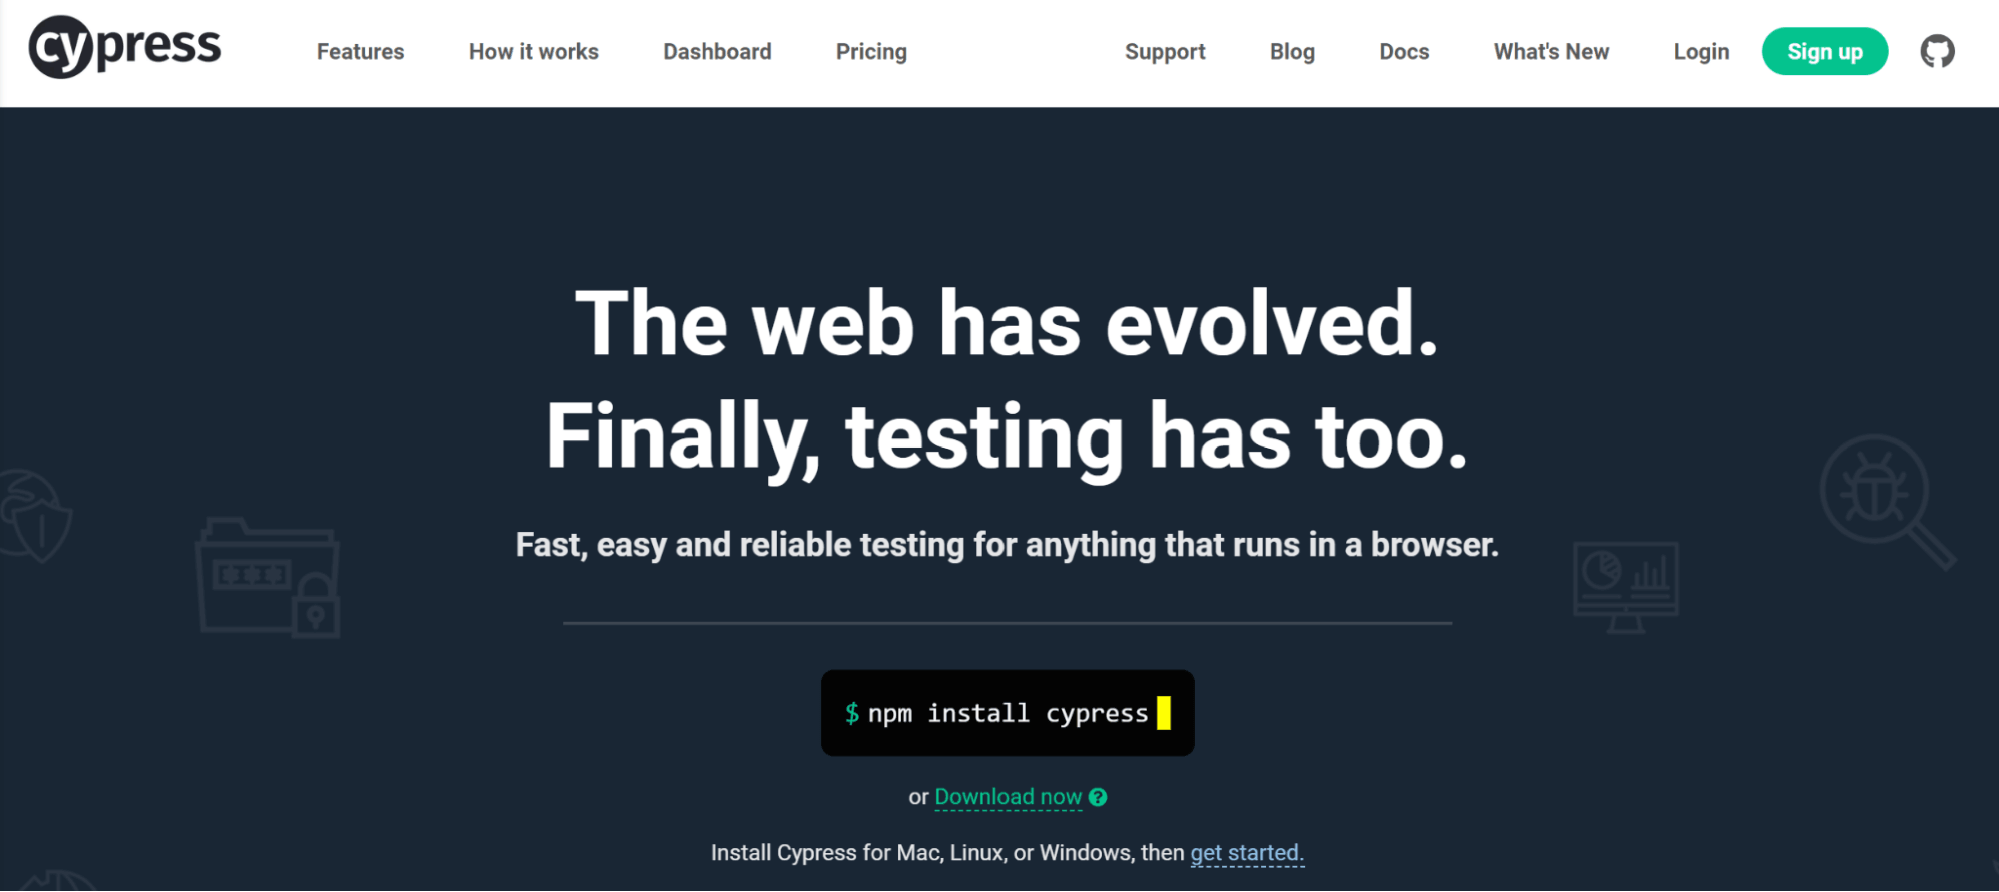 cypress Features How it works Dashboard Pricing Support Blog Docs What's New Login Sign up
The web has evolved.
Finally, testing has too.
Fast, easy and reliable testing for anything that runs in a browser.
$ npm install cypress
or Download now ?
Install Cypress for Mac, Linux, or Windows, then get started.